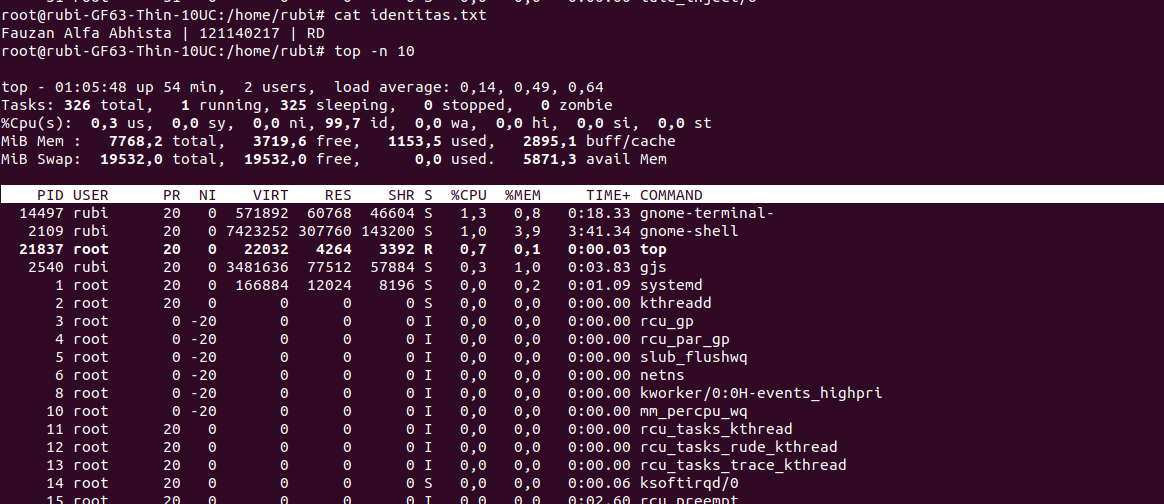 root@rubi-GF63-Thin-10UC:/home/rubi# cat identitas.txt
Fauzan Alfa Abhista | 121140217 | RD
root@rubi-GF63-Thin-10UC:/home/rubi# top -n 10
top - 01:05:48 up 54 min,  2 users,  load average: 0,14, 0,49, 0,64
Tasks: 326 total,   1 running, 325 sleeping,   0 stopped,   0 zombie
%Cpu(s):  0,3 us,  0,0 sy,  0,0 ni, 99,7 id,  0,0 wa,  0,0 hi,  0,0 si,  0,0 st
MiB Mem :   7768,2 total,   3719,6 free,   1153,5 used,   2895,1 buff/cache
MiB Swap:  19532,0 total,  19532,0 free,      0,0 used.   5871,3 avail Mem
PID USER      PR  NI    VIRT    RES    SHR S  %CPU  %MEM     TIME+ COMMAND
14497 rubi      20   0  571892  60768  46604 S   1,3   0,8   0:18.33 gnome-terminal-
2109 rubi      20   0 7423252 307760 143200 S   1,0   3,9   3:41.34 gnome-shell
21837 root      20   0   22032   4264   3392 R   0,7   0,1   0:00.03 top
2540 rubi      20   0 3481636  77512  57884 S   0,3   1,0   0:03.83 gjs
1 root      20   0  166884  12024   8196 S   0,0   0,2   0:01.09 systemd
2 root      20   0       0      0      0 S   0,0   0,0   0:00.00 kthreadd
3 root       0 -20       0      0      0 I   0,0   0,0   0:00.00 rcu_gp
4 root       0 -20       0      0      0 I   0,0   0,0   0:00.00 rcu_par_gp
5 root       0 -20       0      0      0 I   0,0   0,0   0:00.00 slub_flushwq
6 root       0 -20       0      0      0 I   0,0   0,0   0:00.00 netns
8 root       0 -20       0      0      0 I   0,0   0,0   0:00.00 kworker/0:0H-events_highpri
10 root       0 -20       0      0      0 I   0,0   0,0   0:00.00 mm_percpu_wq
11 root      20   0       0      0      0 I   0,0   0,0   0:00.00 rcu_tasks_kthread
12 root      20   0       0      0      0 I   0,0   0,0   0:00.00 rcu_tasks_rude_kthread
13 root      20   0       0      0      0 I   0,0   0,0   0:00.00 rcu_tasks_trace_kthread
14 root      20   0       0      0      0 S   0,0   0,0   0:00.06 ksoftirqd/0
15 root      20   0       0      0      0 I   0,0   0,0   0:02.60 rcu_preempt